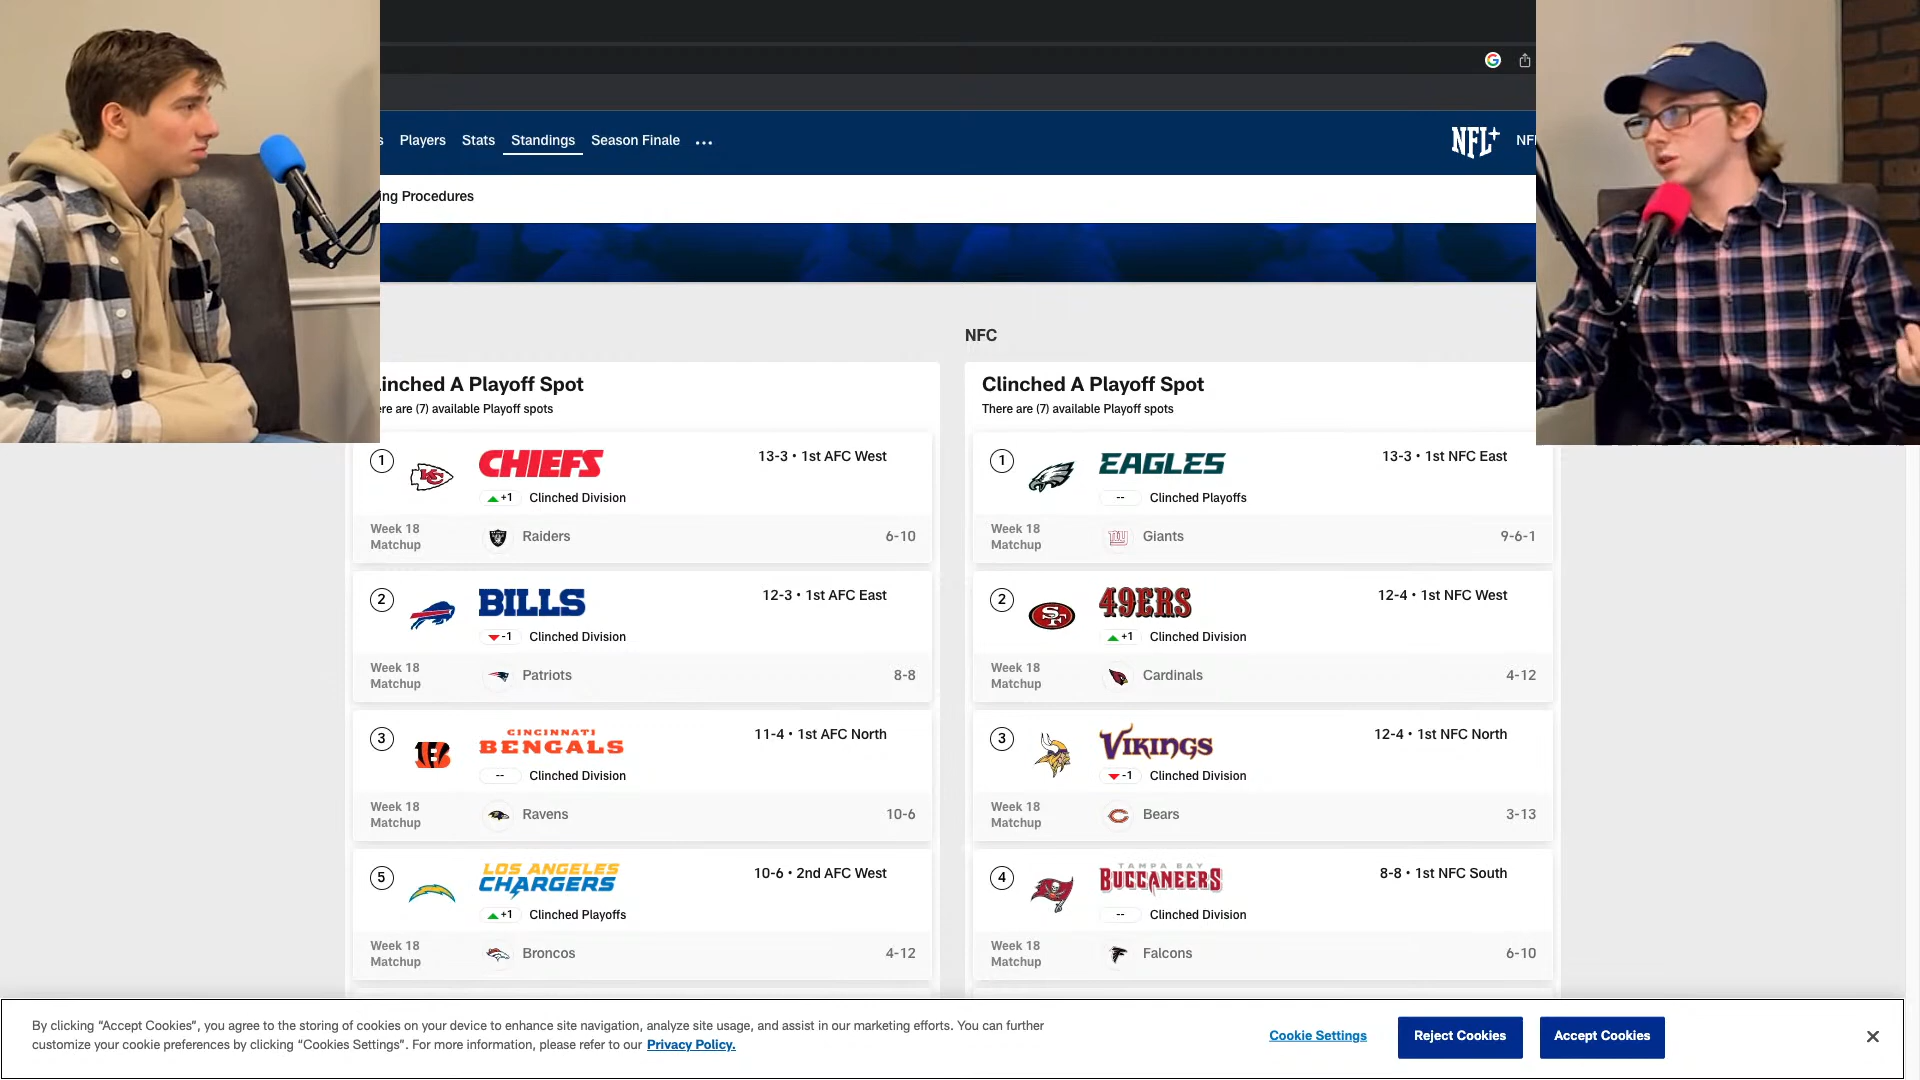 Players Stats Standings Season Finale ...
NFL+
NF
ing Procedures
NFC
linched A Playoff Spot
ere are (7) available Playoff spots
1
CHIEFS
13-3 • 1st AFC West
+1 Clinched Division
Week 18
Matchup
Raiders
6-10
2
BILLS
12-3 • 1st AFC East
-1 Clinched Division
Week 18
Matchup
Patriots
8-8
3
CINCINNATI
BENGALS
11-4 • 1st AFC North
-- Clinched Division
Week 18
Matchup
Ravens
10-6
5
LOS ANGELES
CHARGERS
10-6 • 2nd AFC West
+1 Clinched Playoffs
Week 18
Matchup
Broncos
4-12
Clinched A Playoff Spot
There are (7) available Playoff spots
1
EAGLES
13-3 • 1st NFC East
-- Clinched Playoffs
Week 18
Matchup
Giants
9-6-1
2
49ERS
12-4 • 1st NFC West
+1 Clinched Division
Week 18
Matchup
Cardinals
4-12
3
VIKINGS
12-4 • 1st NFC North
-1 Clinched Division
Week 18
Matchup
Bears
3-13
4
TAMPA BAY
BUCCANEERS
8-8 • 1st NFC South
-- Clinched Division
Week 18
Matchup
Falcons
6-10
By clicking “Accept Cookies”, you agree to the storing of cookies on your device to enhance site navigation, analyze site usage, and assist in our marketing efforts. You can further
customize your cookie preferences by clicking “Cookies Settings”. For more information, please refer to our Privacy Policy.
Cookie Settings
Reject Cookies
Accept Cookies